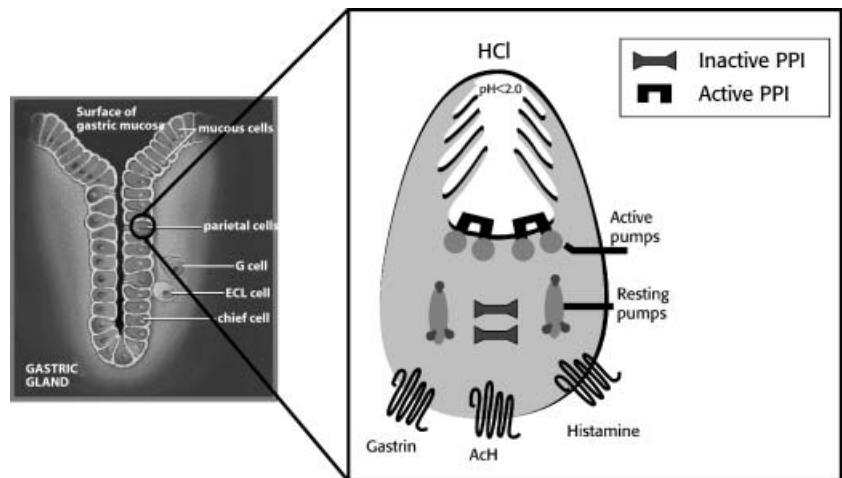 Surface of
gastric mucosa
mucous cells
parietal cells
G cell
ECL cell
chief cell
GASTRIC
GLAND
HCl
pH<2.0
Inactive PPI
Active PPI
Active
pumps
Resting
pumps
Gastrin
AcH
Histamine